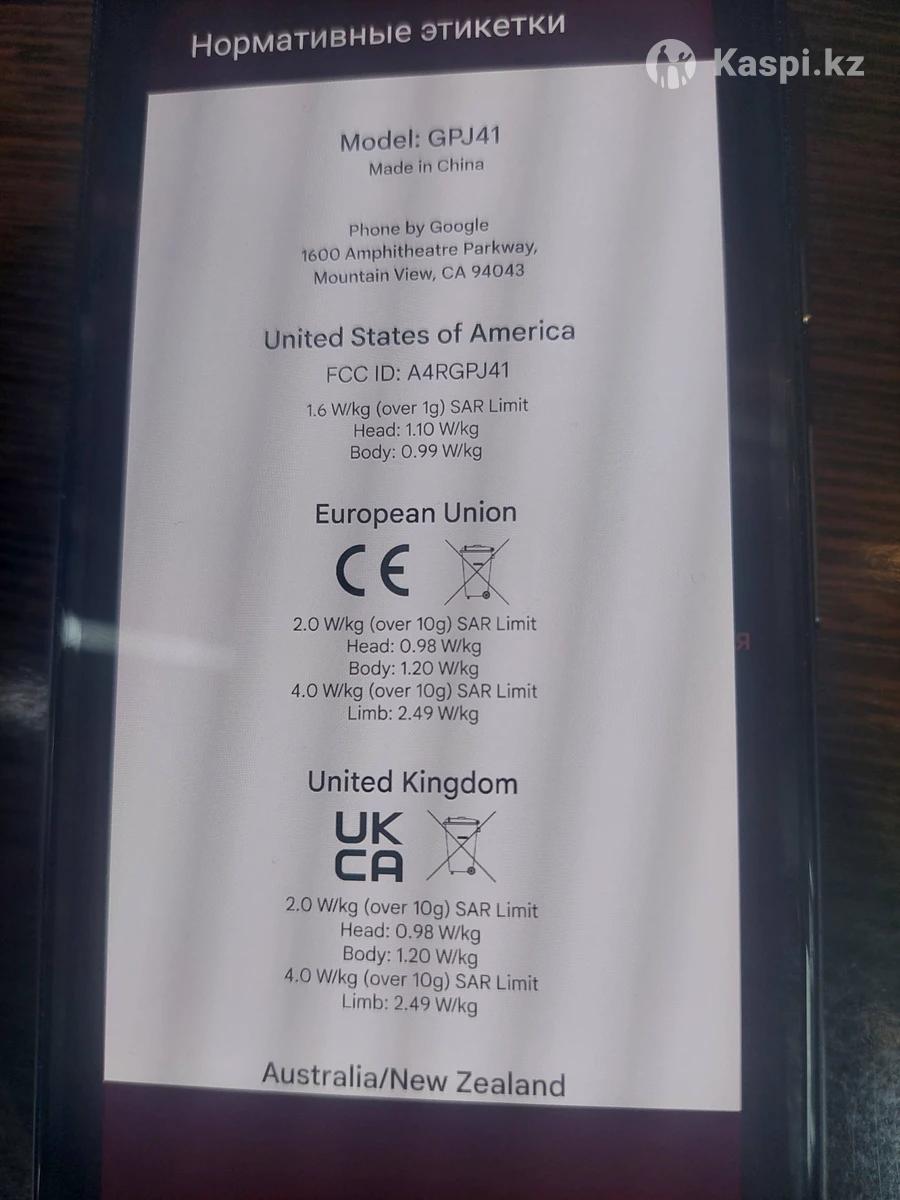 Нормативные этикетки
Kaspi.kz
Model: GPJ41
Made in China
Phone by Google
1600 Amphitheatre Parkway,
Mountain View, CA 94043
United States of America
FCC ID: A4RGPJ41
1.6 W/kg (over 1g) SAR Limit
Head: 1.10 W/kg
Body: 0.99 W/kg
European Union
CE
2.0 W/kg (over 10g) SAR Limit
Head: 0.98 W/kg
Body: 1.20 W/kg
4.0 W/kg (over 10g) SAR Limit
Limb: 2.49 W/kg
United Kingdom
UK
CA
2.0 W/kg (over 10g) SAR Limit
Head: 0.98 W/kg
Body: 1.20 W/kg
4.0 W/kg (over 10g) SAR Limit
Limb: 2.49 W/kg
Australia/New Zealand